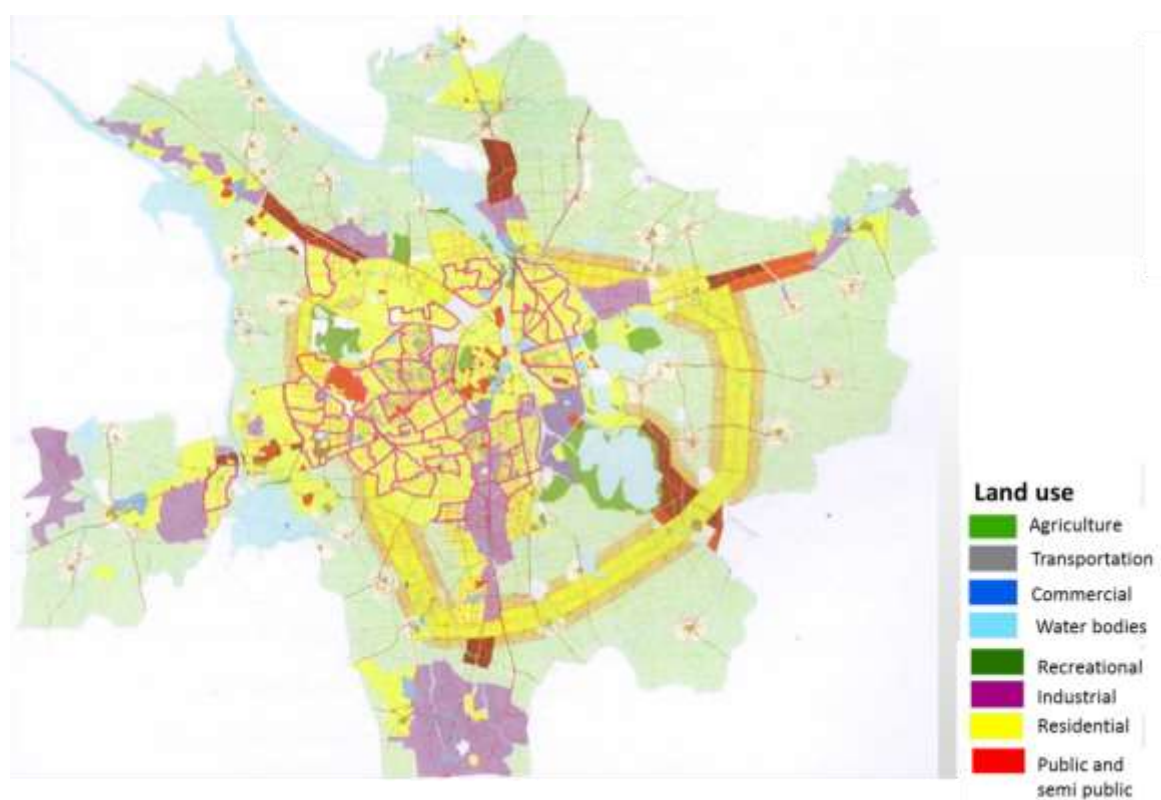 Land use
Agriculture
Transportation
Commercial
Water bodies
Recreational
Industrial
Residential
Public and
semi public